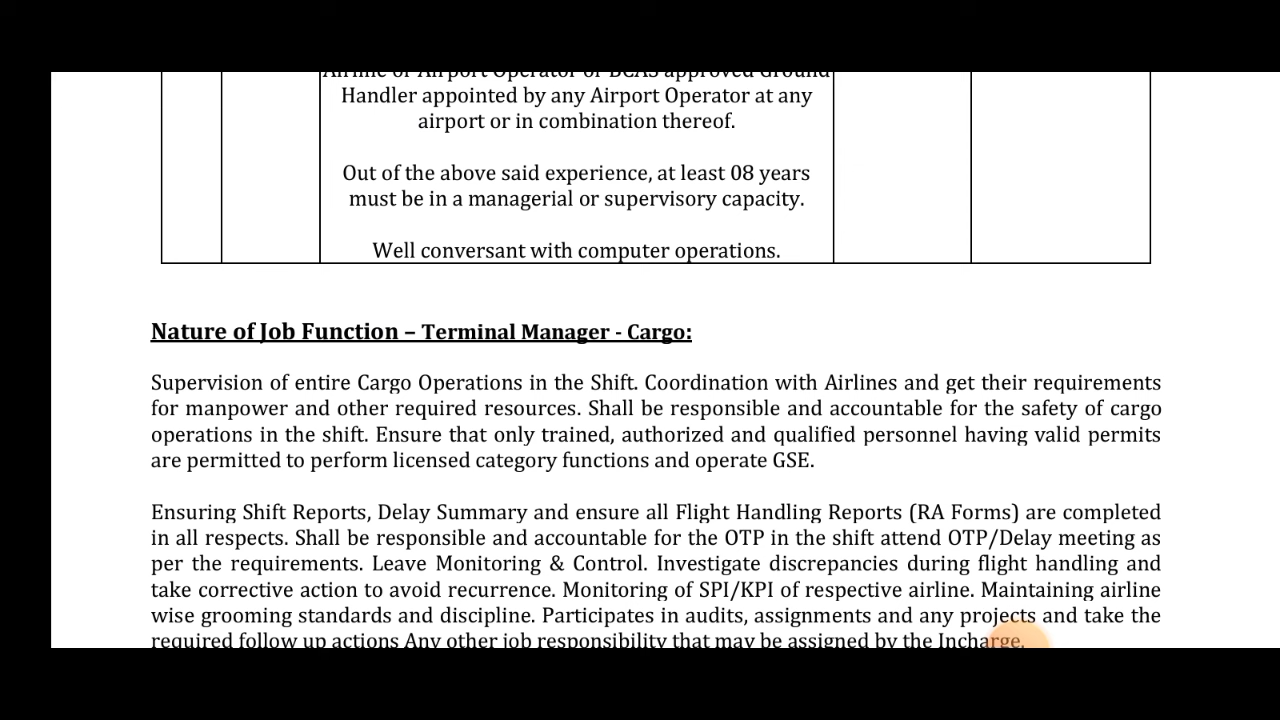 Airline or Airport Operator or BCAS approved Ground
Handler appointed by any Airport Operator at any
airport or in combination thereof.
Out of the above said experience, at least 08 years
must be in a managerial or supervisory capacity.
Well conversant with computer operations.
Nature of Job Function – Terminal Manager - Cargo:
Supervision of entire Cargo Operations in the Shift. Coordination with Airlines and get their requirements
for manpower and other required resources. Shall be responsible and accountable for the safety of cargo
operations in the shift. Ensure that only trained, authorized and qualified personnel having valid permits
are permitted to perform licensed category functions and operate GSE.
Ensuring Shift Reports, Delay Summary and ensure all Flight Handling Reports (RA Forms) are completed
in all respects. Shall be responsible and accountable for the OTP in the shift attend OTP/Delay meeting as
per the requirements. Leave Monitoring & Control. Investigate discrepancies during flight handling and
take corrective action to avoid recurrence. Monitoring of SPI/KPI of respective airline. Maintaining airline
wise grooming standards and discipline. Participates in audits, assignments and any projects and take the
required follow up actions Any other job responsibility that may be assigned by the Incharge.